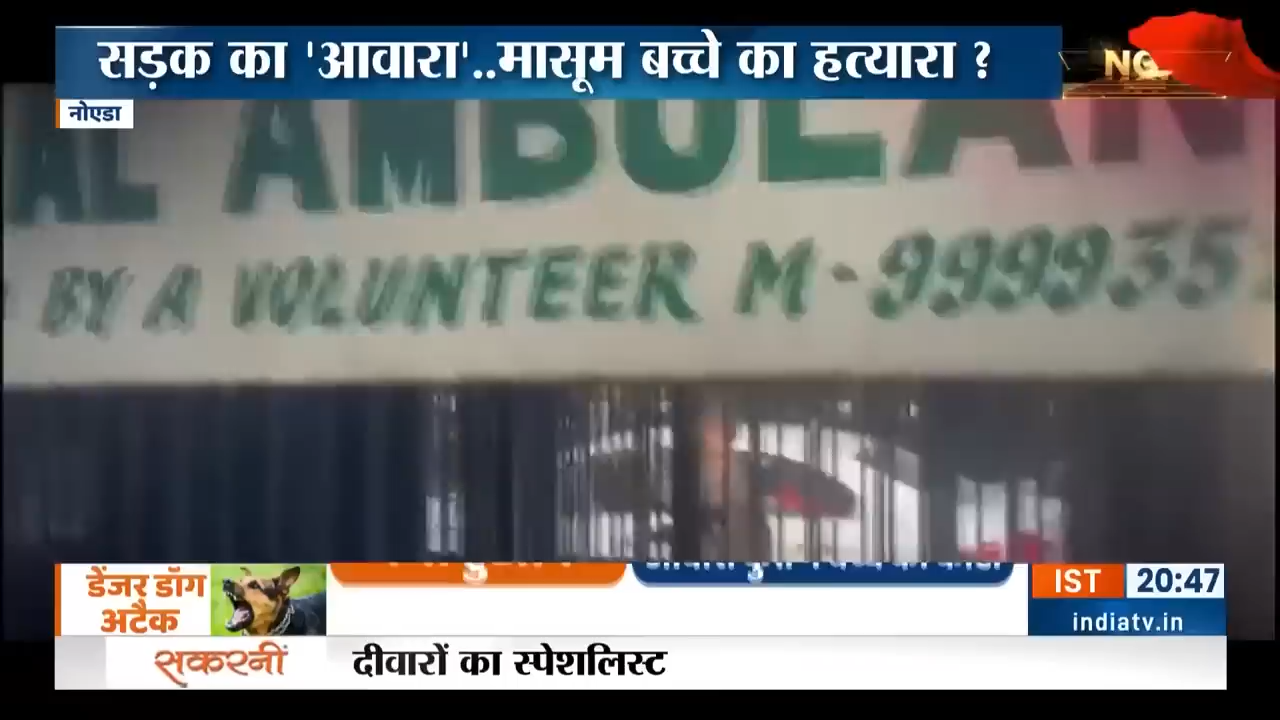 सड़क का 'आवारा'..मासूम बच्चे का हत्यारा ?
नोएडा
AL AMBULAN
BY A VOLUNTEER M-999935
डेंजर डॉग
अटैक
IST 20:47
indiatv.in
सकरनी दीवारों का स्पेशलिस्ट